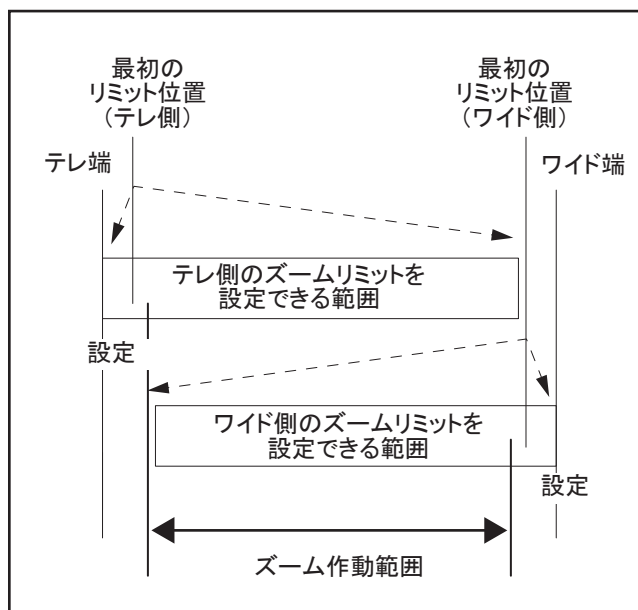 最初の
リミット位置
（テレ側）
最初の
リミット位置
（ワイド側）
テレ端
ワイド端
テレ側のズームリミットを
設定できる範囲
設定
ワイド側のズームリミットを
設定できる範囲
設定
ズーム作動範囲